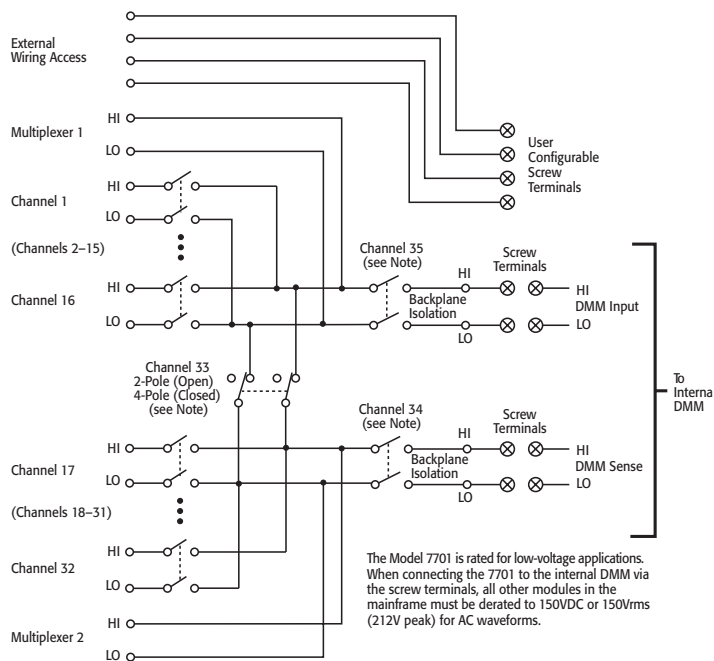 External
Wiring Access
Multiplexer 1
HI
LO
User
Configurable
Screw
Terminals
Channel 1
HI
LO
(Channels 2–15)
Channel 16
HI
LO
Channel 35
(see Note)
Backplane
Isolation
HI
LO
Screw
Terminals
HI
DMM Input
LO
Channel 33
2-Pole (Open)
4-Pole (Closed)
(see Note)
To
Interna
DMM
Channel 17
HI
LO
Channel 34
(see Note)
Backplane
Isolation
HI
LO
Screw
Terminals
HI
DMM Sense
LO
(Channels 18–31)
Channel 32
HI
LO
Multiplexer 2
HI
LO
The Model 7701 is rated for low-voltage applications.
When connecting the 7701 to the internal DMM via
the screw terminals, all other modules in the
mainframe must be derated to 150VDC or 150Vrms
(212V peak) for AC waveforms.